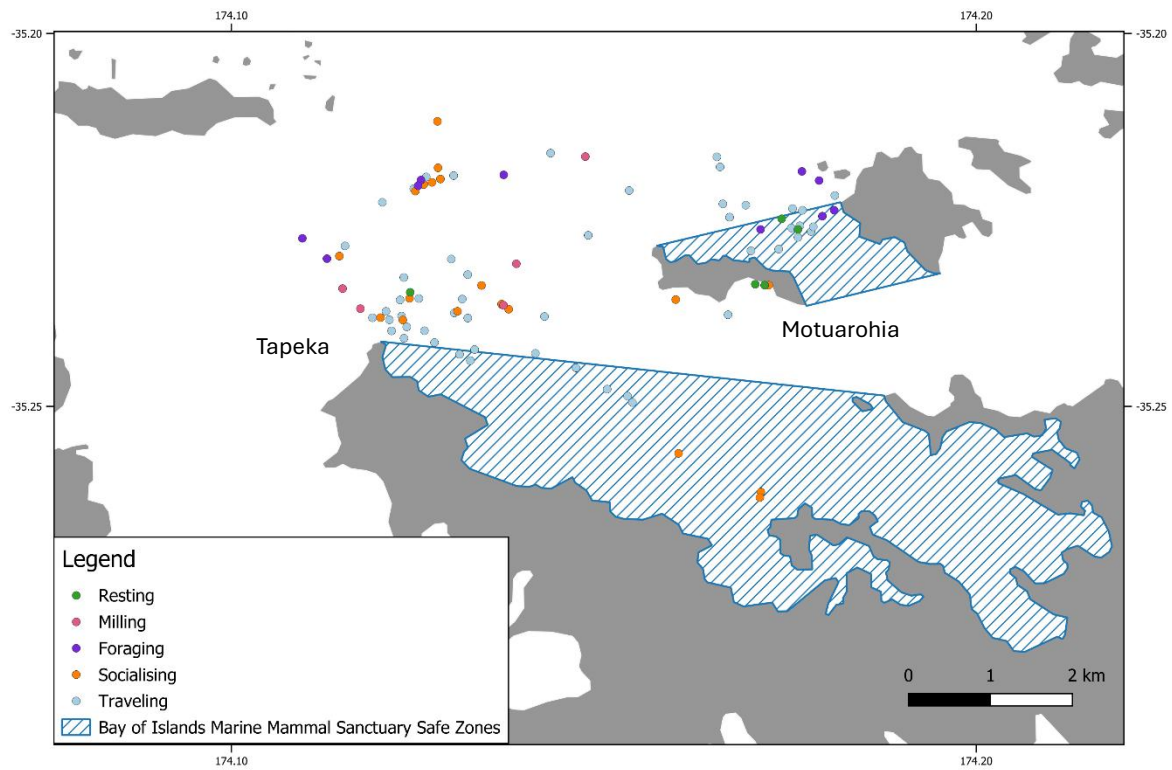 174.10 174.20
-35.20 -35.20
Motuarohia
Tapeka
-35.25 -35.25
Legend
Resting
Milling
Foraging
Socialising
Traveling
Bay of Islands Marine Mammal Sanctuary Safe Zones
0 1 2 km
174.10 174.20